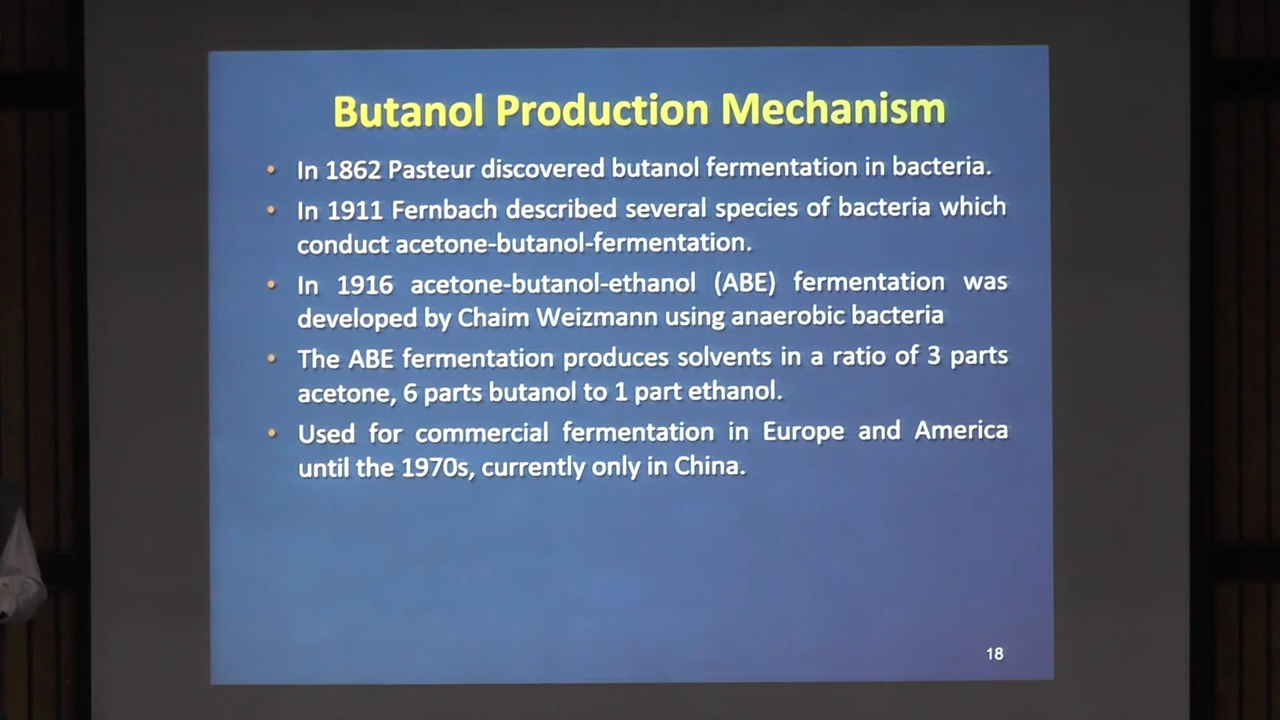 Butanol Production Mechanism
• In 1862 Pasteur discovered butanol fermentation in bacteria.
• In 1911 Fernbach described several species of bacteria which
conduct acetone-butanol-fermentation.
• In 1916 acetone-butanol-ethanol (ABE) fermentation was
developed by Chaim Weizmann using anaerobic bacteria
• The ABE fermentation produces solvents in a ratio of 3 parts
acetone, 6 parts butanol to 1 part ethanol.
• Used for commercial fermentation in Europe and America
until the 1970s, currently only in China.
18